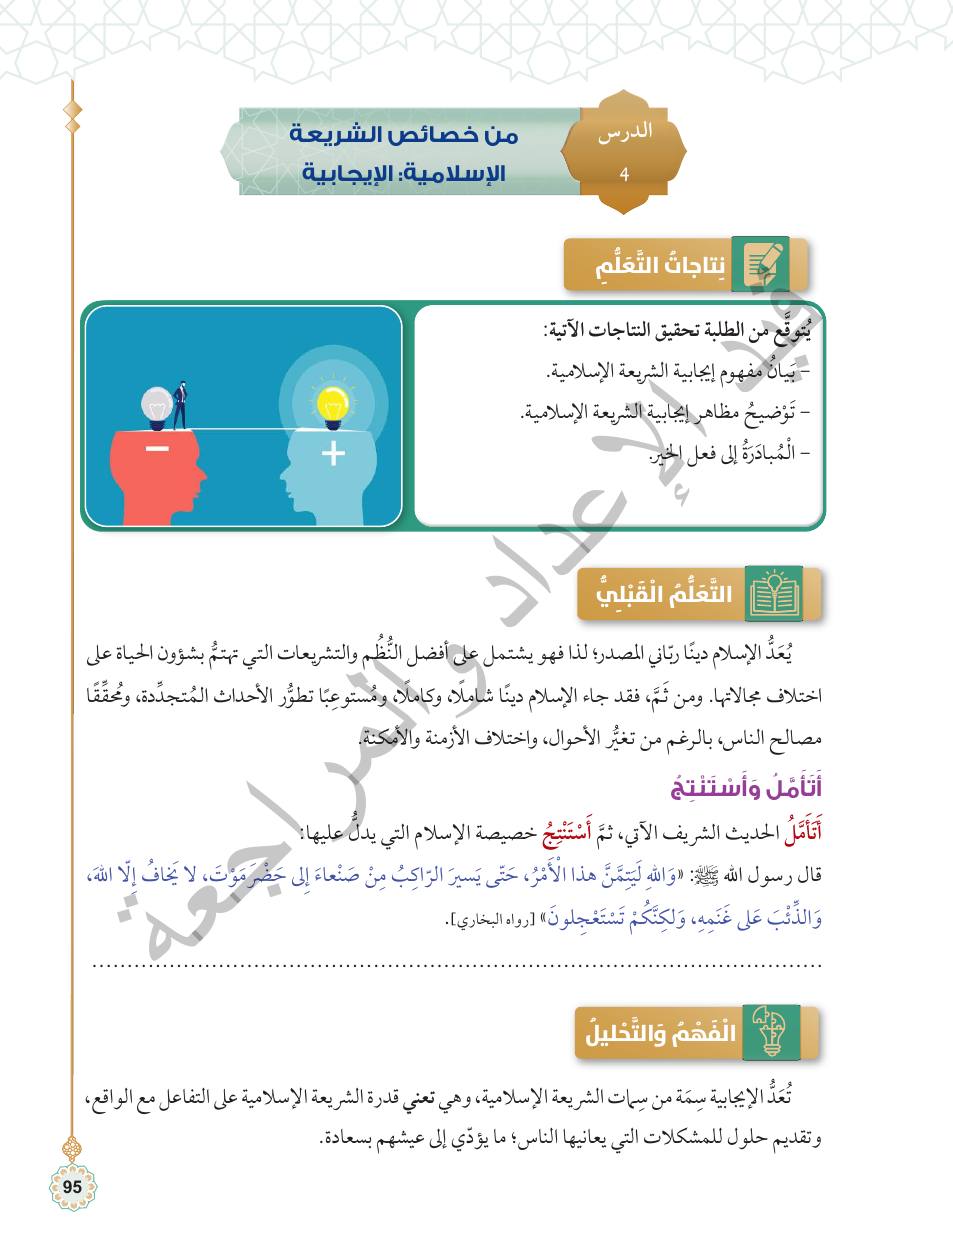 الدرس
4
من خصائص الشريعة
الإسلامية: الإيجابية
نِتاجاتُ التَّعَلُّمِ
يُتوقَّع من الطلبة تحقيق النتاجات الآتية:
– بَيانُ مفهوم إيجابية الشريعة الإسلامية.
– تَوْضيحُ مظاهر إيجابية الشريعة الإسلامية.
– الْمُبادَرَةُ إلى فعل الخير.
– +
التَّعَلُّمُ الْقَبْلِيُّ
يُعَدُّ الإسلام دينًا ربّاني المصدر؛ لذا فهو يشتمل على أفضل النُّظُم والتشريعات التي تهتمُّ بشؤون الحياة على
اختلاف مجالاتها. ومن ثَمَّ، فقد جاء الإسلام دينًا شاملًا، وكاملًا، ومُستوعِبًا تطوُّر الأحداث المُتجدِّدة، ومُحقِّقًا
مصالح الناس، بالرغم من تغيُّر الأحوال، واختلاف الأزمنة والأمكنة.
أَتَأَمَّلُ وَأَسْتَنْتِجُ
أَتَأَمَّلُ الحديث الشريف الآتي، ثمَّ أَسْتَنْتِجُ خصيصة الإسلام التي يدلُّ عليها:
قال رسول الله ﷺ: «وَاللهِ لَيَتِمَّنَّ هذا الْأَمْرُ، حَتّى يَسيرَ الرّاكِبُ مِنْ صَنْعاءَ إِلى حَضْرَمَوْتَ، لا يَخافُ إِلّا اللهَ،
وَالذِّئْبَ عَلى غَنَمِهِ، وَلكِنَّكُمْ تَسْتَعْجِلونَ» [رواه البخاري].
الْفَهْمُ وَالتَّحْليلُ
تُعَدُّ الإيجابية سِمَة من سِمات الشريعة الإسلامية، وهي تعني قدرة الشريعة الإسلامية على التفاعل مع الواقع،
وتقديم حلول للمشكلات التي يعانيها الناس؛ ما يؤدّي إلى عيشهم بسعادة.
95
قيد الإعداد والمراجعة